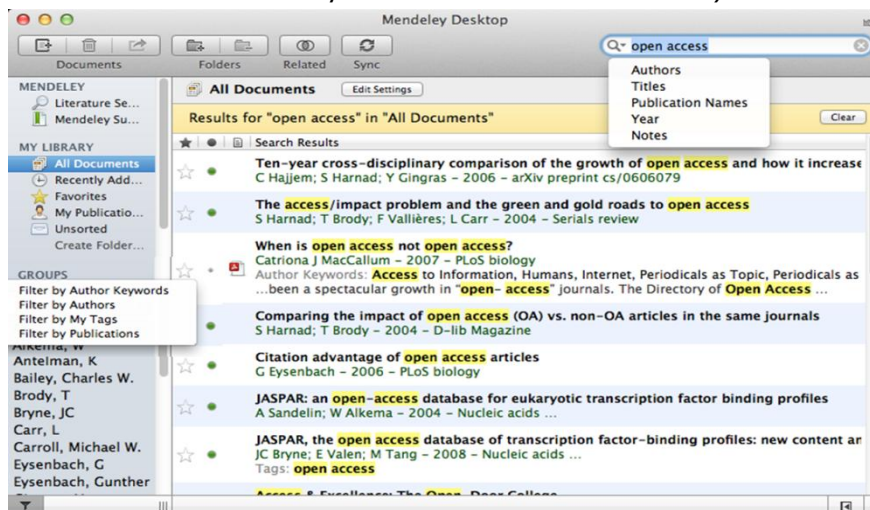 Mendeley Desktop
Documents
Folders
Related
Sync
open access
Authors
Titles
Publication Names
Year
Notes
MENDELEY
Literature Se...
Mendeley Su...
MY LIBRARY
All Documents
Recently Add...
Favorites
My Publicatio...
Unsorted
Create Folder...
GROUPS
Filter by Author Keywords
Filter by Authors
Filter by My Tags
Filter by Publications
Antelman, K
Bailey, Charles W.
Brody, T
Bryne, JC
Carr, L
Carroll, Michael W.
Eysenbach, G
Eysenbach, Gunther
All Documents
Edit Settings
Results for "open access" in "All Documents"
Clear
Search Results
Ten-year cross-disciplinary comparison of the growth of open access and how it increase
C Hajjem; S Harnad; Y Gingras – 2006 – arXiv preprint cs/0606079
The access/impact problem and the green and gold roads to open access
S Harnad; T Brody; F Vallières; L Carr – 2004 – Serials review
When is open access not open access?
Catriona J MacCallum – 2007 – PLoS biology
Author Keywords: Access to Information, Humans, Internet, Periodicals as Topic, Periodicals as
...been a spectacular growth in "open- access" journals. The Directory of Open Access ...
Comparing the impact of open access (OA) vs. non-OA articles in the same journals
S Harnad; T Brody – 2004 – D-lib Magazine
Citation advantage of open access articles
G Eysenbach – 2006 – PLoS biology
JASPAR: an open-access database for eukaryotic transcription factor binding profiles
A Sandelin; W Alkema – 2004 – Nucleic acids ...
JASPAR, the open access database of transcription factor-binding profiles: new content an
JC Bryne; E Valen; M Tang – 2008 – Nucleic acids ...
Tags: open access
Access & Excellence: The Open Door College